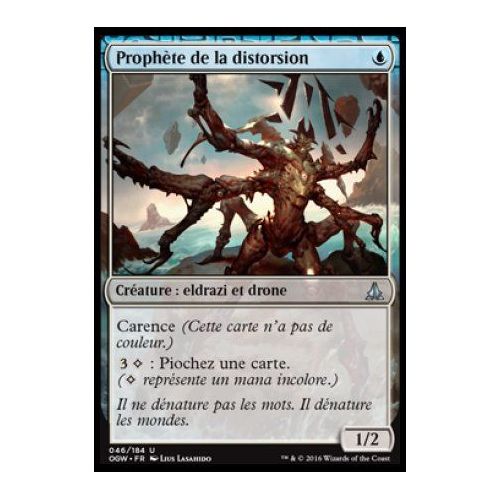 Prophète de la distorsion
Créature : eldrazi et drone
Carence (Cette carte n'a pas de
couleur.)
3 ◇ : Piochez une carte.
(◇ représente un mana incolore.)
Il ne dénature pas les mots. Il dénature
les mondes.
1/2
046/184 U
OGW • FR Lius Lasahido
™ & © 2016 Wizards of the Coast